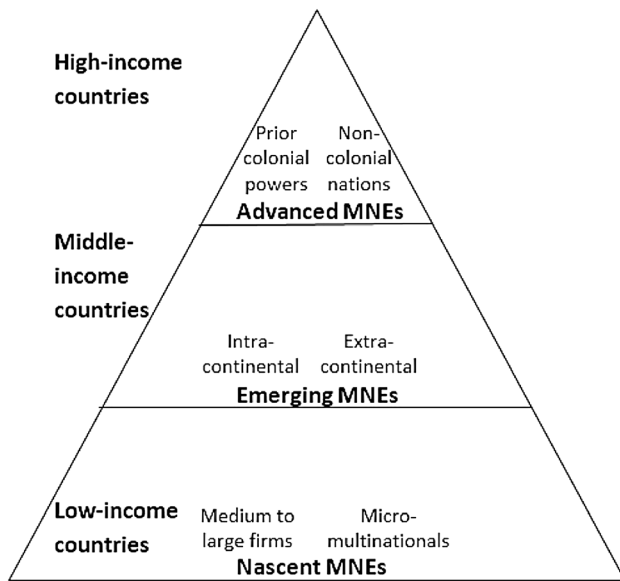 High-income
countries
Prior
colonial
powers
Non-
colonial
nations
Advanced MNEs
Middle-
income
countries
Intra-
continental
Extra-
continental
Emerging MNEs
Low-income
countries
Medium to
large firms
Micro-
multinationals
Nascent MNEs